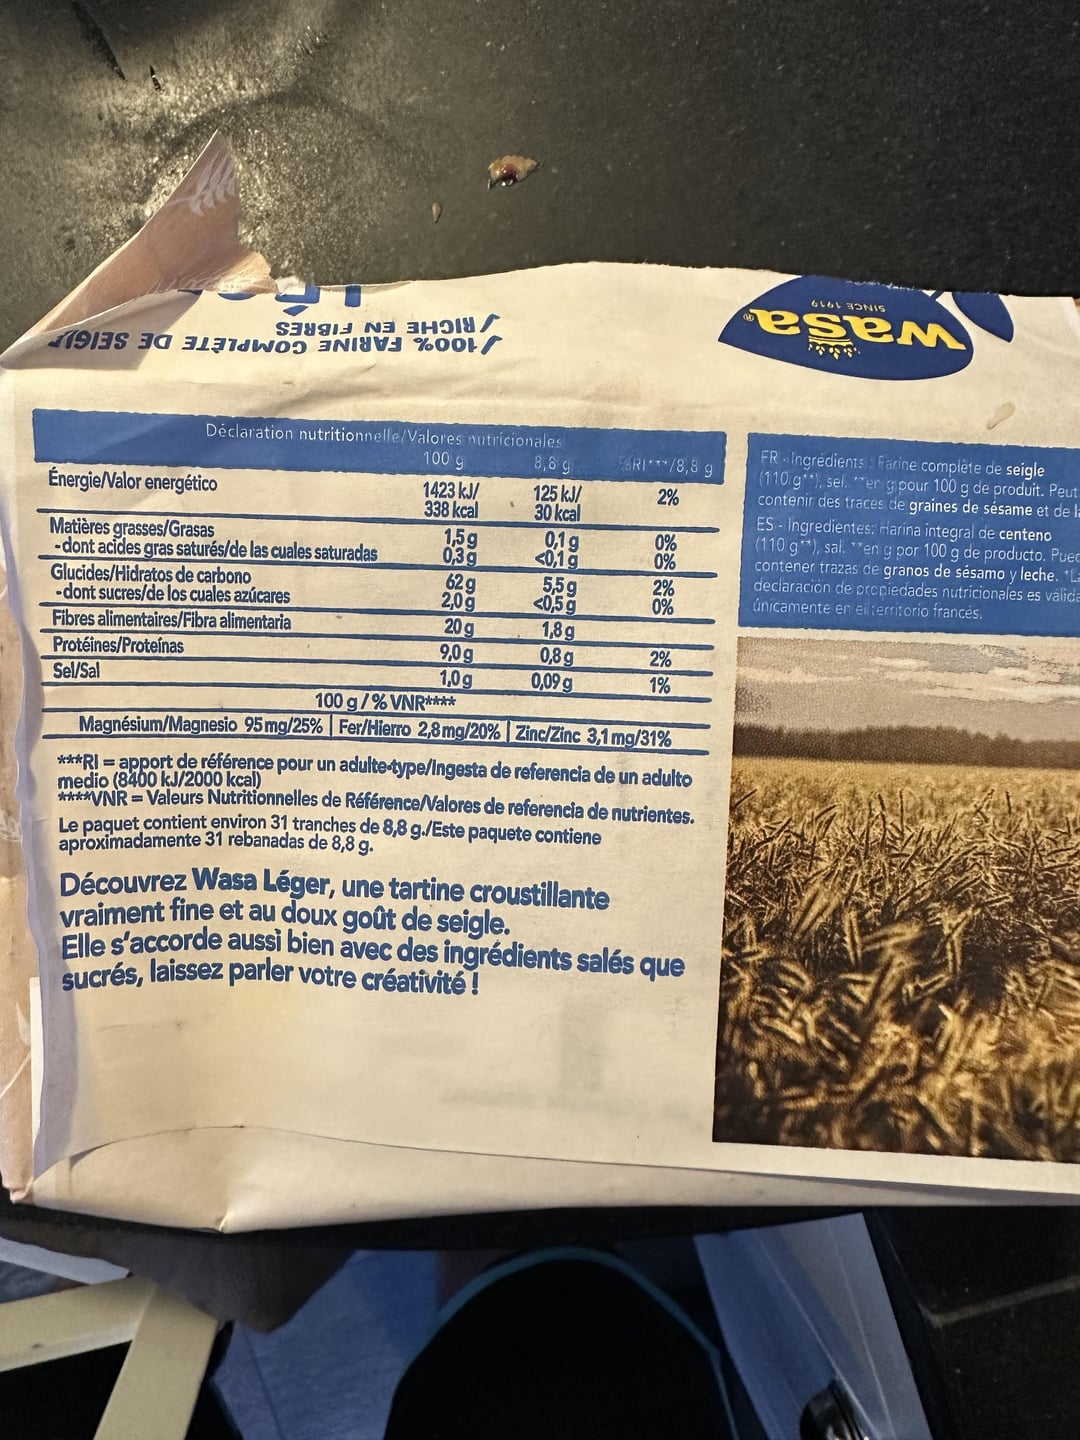 ✓100% FARINE COMPLÈTE DE SEIGLE
✓RICHE EN FIBRES
wasa®
SINCE 1919
Déclaration nutritionnelle/Valores nutricionales
100 g 8,8 g %RI***/8,8 g
Énergie/Valor energético 1423 kJ/ 125 kJ/ 2%
338 kcal 30 kcal
Matières grasses/Grasas 1,5 g 0,1 g 0%
-dont acides gras saturés/de las cuales saturadas 0,3 g <0,1 g 0%
Glucides/Hidratos de carbono 62 g 5,5 g 2%
-dont sucres/de los cuales azúcares 2,0 g <0,5 g 0%
Fibres alimentaires/Fibra alimentaria 20 g 1,8 g
Protéines/Proteínas 9,0 g 0,8 g 2%
Sel/Sal 1,0 g 0,09 g 1%
100 g / % VNR****
Magnésium/Magnesio 95 mg/25% | Fer/Hierro 2,8 mg/20% | Zinc/Zinc 3,1 mg/31%
***RI = apport de référence pour un adulte-type/Ingesta de referencia de un adulto
medio (8400 kJ/2000 kcal)
****VNR = Valeurs Nutritionnelles de Référence/Valores de referencia de nutrientes.
Le paquet contient environ 31 tranches de 8,8 g./Este paquete contiene
aproximadamente 31 rebanadas de 8,8 g.
Découvrez Wasa Léger, une tartine croustillante
vraiment fine et au doux goût de seigle.
Elle s'accorde aussi bien avec des ingrédients salés que
sucrés, laissez parler votre créativité !
FR - Ingrédients : Farine complète de seigle
(110 g**), sel. **en g pour 100 g de produit. Peut
contenir des traces de graines de sésame et de
ES - Ingredientes: Harina integral de centeno
(110 g**), sal. **en g por 100 g de producto.
contener trazas de granos de sésamo y leche.
declaración de propiedades nutricionales es válida
únicamente en el territorio francés.